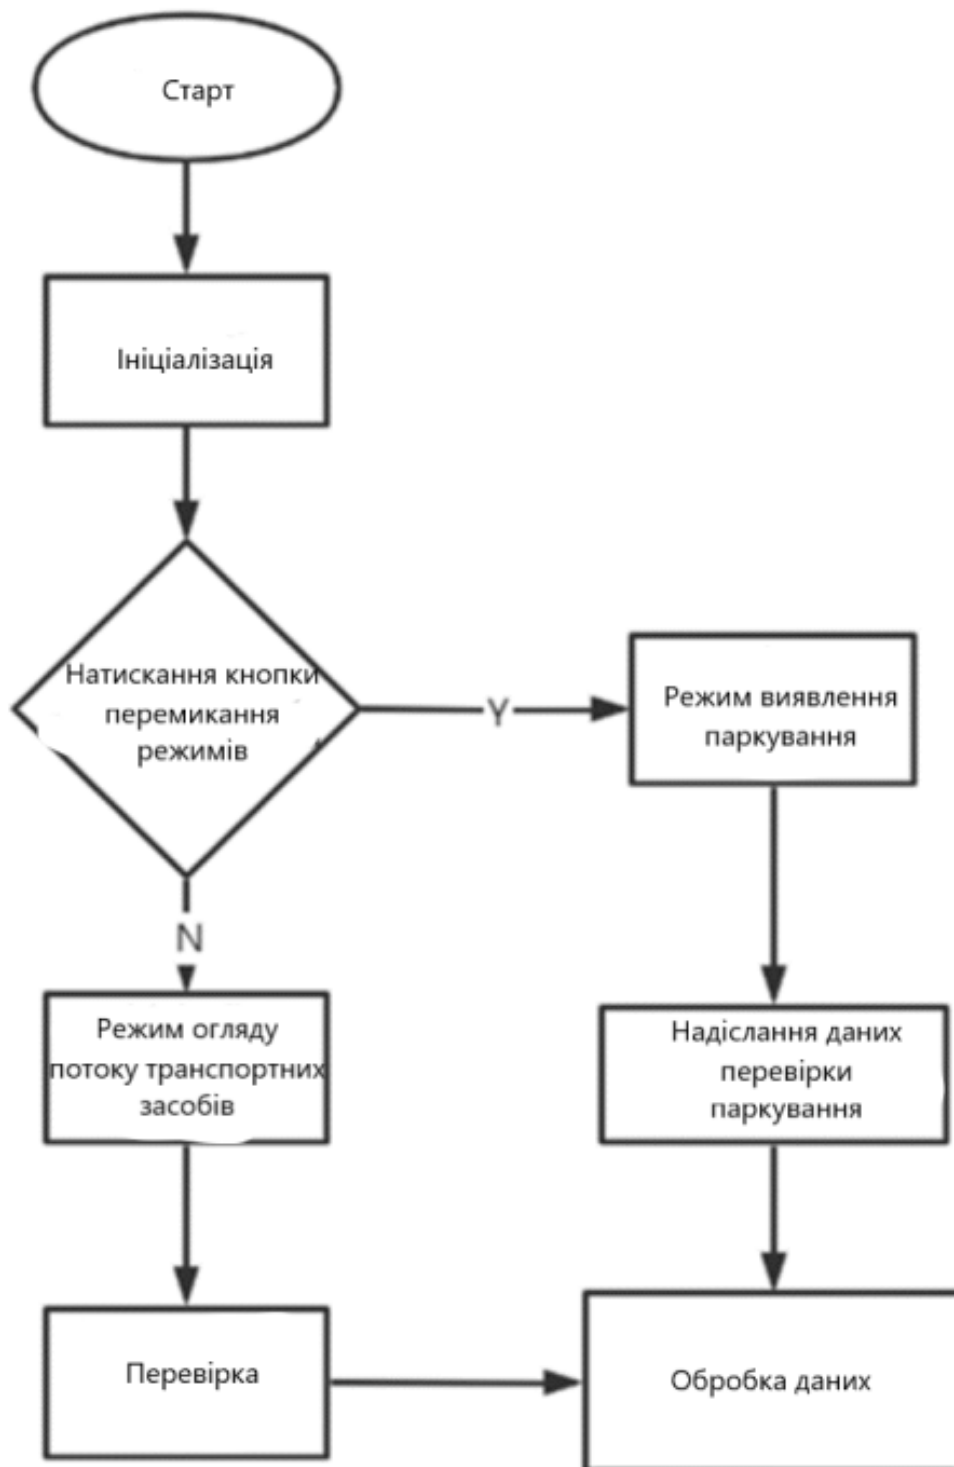 Старт
Ініціалізація
Натискання кнопки
перемикання
режимів
Y
Режим виявлення
паркування
N
Режим огляду
потоку транспортних
засобів
Надіслання даних
перевірки
паркування
Перевірка
Обробка даних